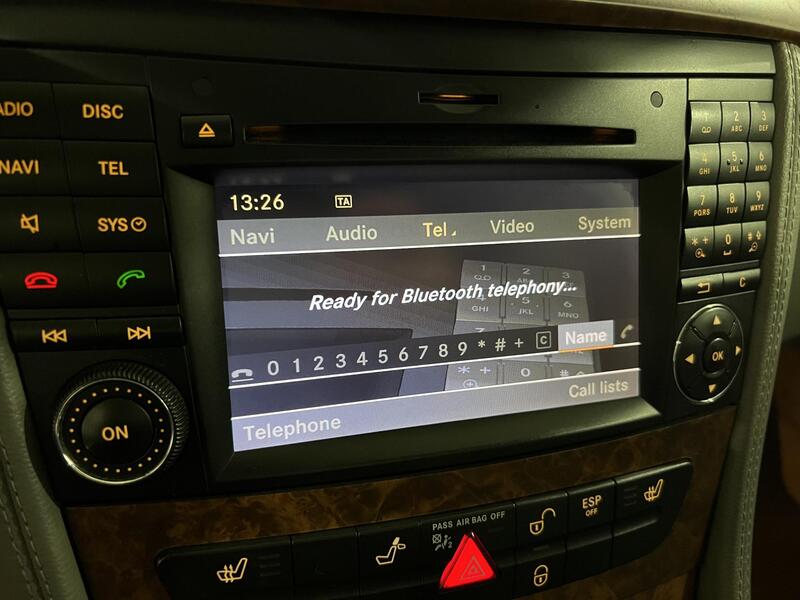 RADIO DISC
NAVI TEL
SYS
ON
13:26 TA
Navi Audio Tel Video System
Ready for Bluetooth telephony...
0 1 2 3 4 5 6 7 8 9 * # + C Name
Call lists
Telephone
1 2 ABC 3 DEF
4 GHI 5 JKL 6 MNO
7 PQRS 8 TUV 9 WXYZ
* + 0 #
C
OK
PASS AIR BAG OFF
ESP
OFF